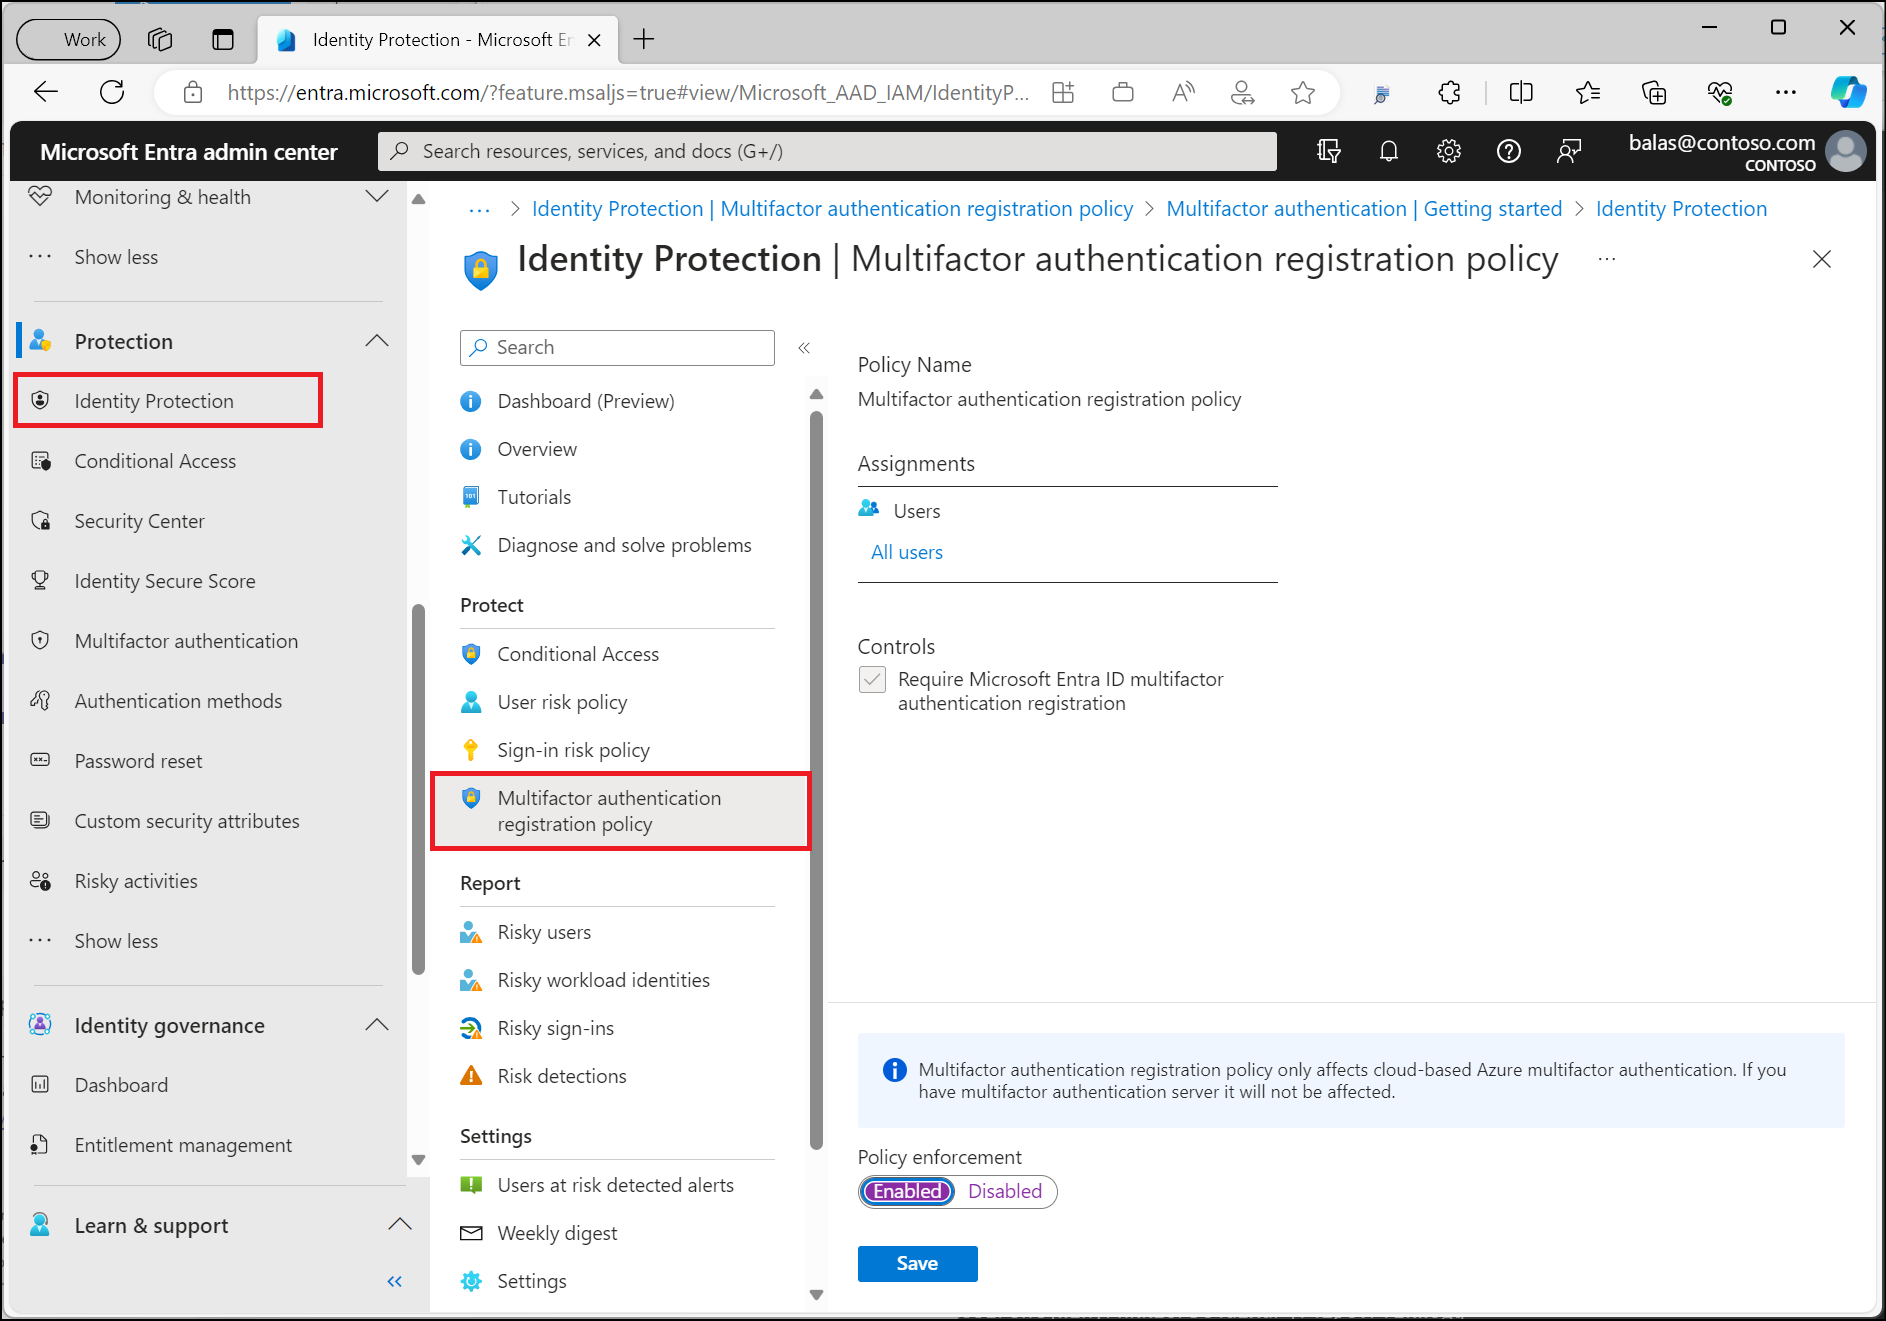 Work
Identity Protection - Microsoft En
https://entra.microsoft.com/?feature.msaljs=true#view/Microsoft_AAD_IAM/IdentityP...
Microsoft Entra admin center
Search resources, services, and docs (G+/)
balas@contoso.com
CONTOSO
Monitoring & health
Show less
Protection
Identity Protection
Conditional Access
Security Center
Identity Secure Score
Multifactor authentication
Authentication methods
Password reset
Custom security attributes
Risky activities
Show less
Identity governance
Dashboard
Entitlement management
Learn & support
... > Identity Protection | Multifactor authentication registration policy > Multifactor authentication | Getting started > Identity Protection
Identity Protection | Multifactor authentication registration policy ...
Search
Dashboard (Preview)
Overview
Tutorials
Diagnose and solve problems
Protect
Conditional Access
User risk policy
Sign-in risk policy
Multifactor authentication
registration policy
Report
Risky users
Risky workload identities
Risky sign-ins
Risk detections
Settings
Users at risk detected alerts
Weekly digest
Settings
Policy Name
Multifactor authentication registration policy
Assignments
Users
All users
Controls
Require Microsoft Entra ID multifactor
authentication registration
Multifactor authentication registration policy only affects cloud-based Azure multifactor authentication. If you
have multifactor authentication server it will not be affected.
Policy enforcement
Enabled Disabled
Save